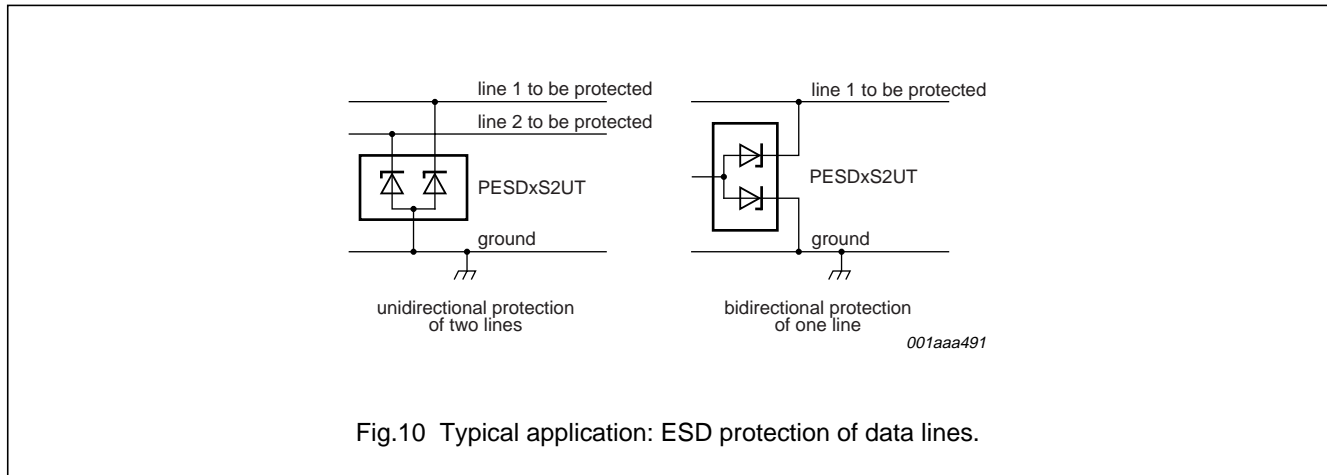 line 1 to be protected
line 2 to be protected
PESDxS2UT
ground
unidirectional protection
of two lines
line 1 to be protected
PESDxS2UT
ground
bidirectional protection
of one line
001aaa491
Fig.10 Typical application: ESD protection of data lines.